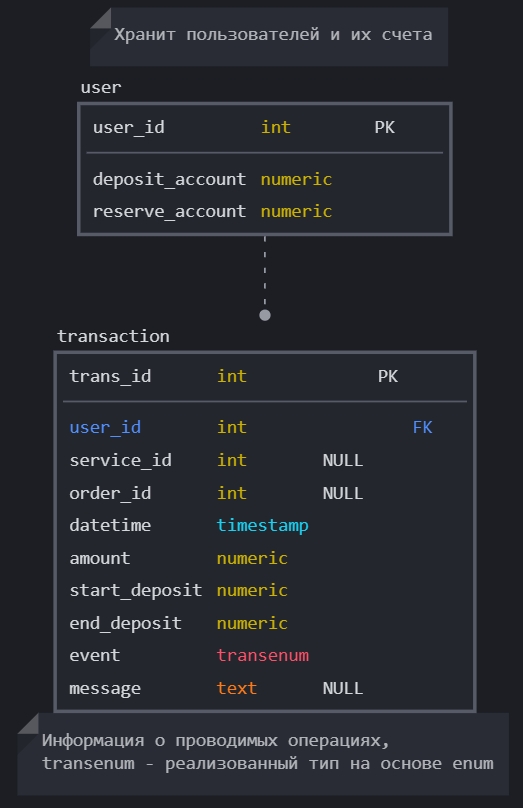 Хранит пользователей и их счета
user
user_id int PK
deposit_account numeric
reserve_account numeric
transaction
trans_id int PK
user_id int FK
service_id int NULL
order_id int NULL
datetime timestamp
amount numeric
start_deposit numeric
end_deposit numeric
event transenum
message text NULL
Информация о проводимых операциях,
transenum - реализованный тип на основе enum